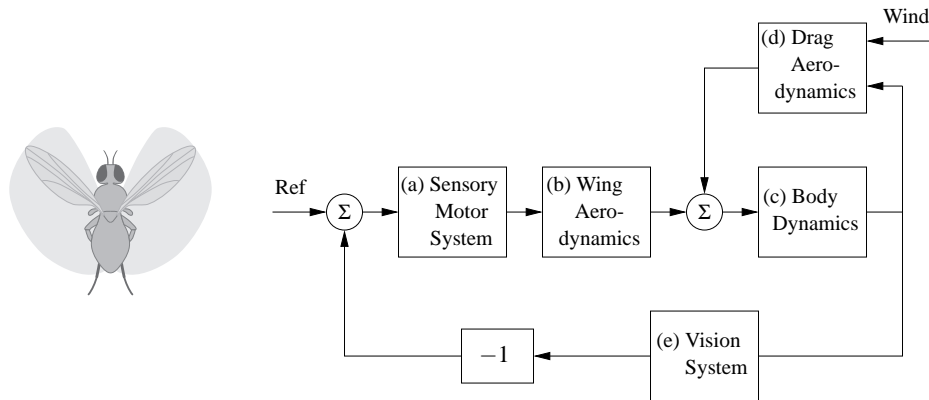 Wind
(d) Drag
Aero-
dynamics
Ref
Σ
(a) Sensory
Motor
System
(b) Wing
Aero-
dynamics
Σ
(c) Body
Dynamics
−1
(e) Vision
System